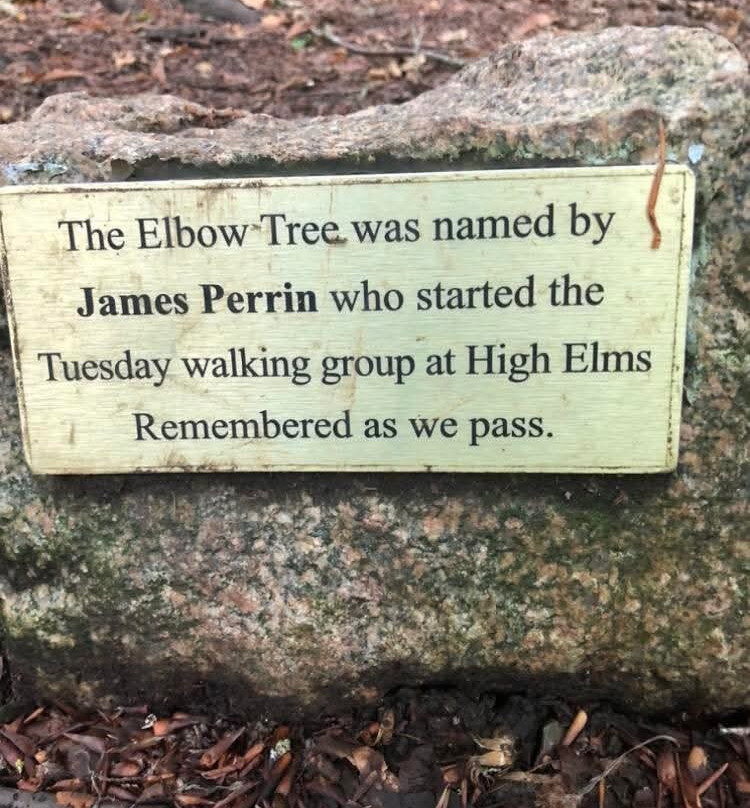 The Elbow Tree was named by
James Perrin who started the
Tuesday walking group at High Elms
Remembered as we pass.